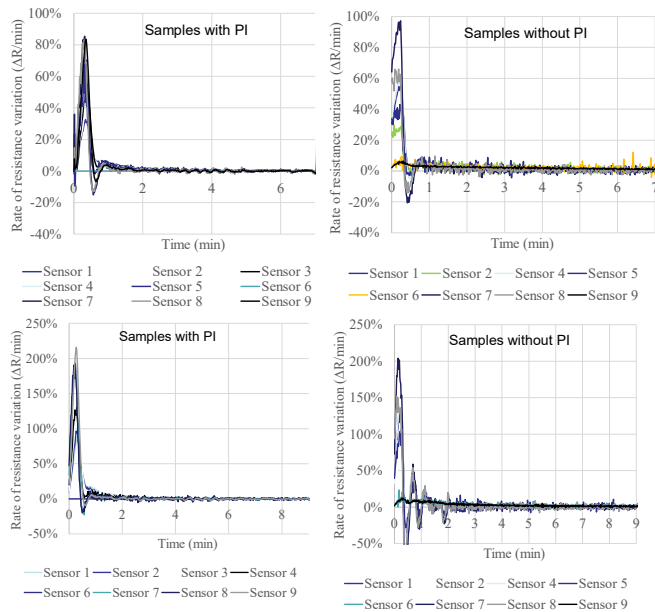 Samples with PI
Rate of resistance variation (ΔR/min)
100%
80%
60%
40%
20%
0%
-20%
-40%
0
2
4
6
Time (min)
Sensor 1
Sensor 2
Sensor 3
Sensor 4
Sensor 5
Sensor 6
Sensor 7
Sensor 8
Sensor 9
Samples without PI
Rate of resistance variation (ΔR/min)
100%
80%
60%
40%
20%
0%
-20%
-40%
0
1
2
3
4
5
6
7
Time (min)
Sensor 1
Sensor 2
Sensor 4
Sensor 5
Sensor 6
Sensor 7
Sensor 8
Sensor 9
Samples with PI
Rate of resistance variation (ΔR/min)
250%
200%
150%
100%
50%
0%
-50%
0
2
4
6
8
Time (min)
Sensor 1
Sensor 2
Sensor 3
Sensor 4
Sensor 6
Sensor 7
Sensor 8
Sensor 9
Samples without PI
Rate of resistance variation (ΔR/min)
250%
200%
150%
100%
50%
0%
-50%
0
1
2
3
4
5
6
7
8
9
Time (min)
Sensor 1
Sensor 2
Sensor 4
Sensor 5
Sensor 6
Sensor 7
Sensor 8
Sensor 9